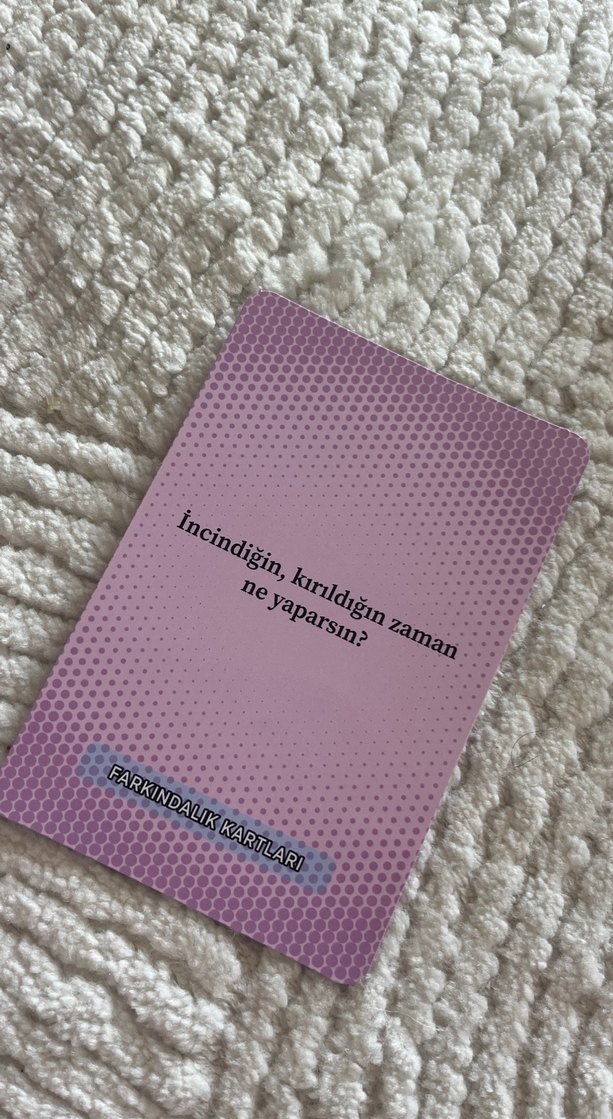 İncindiğin, kırıldığın zaman
ne yaparsın?
FARKINDALIK KARTLARI